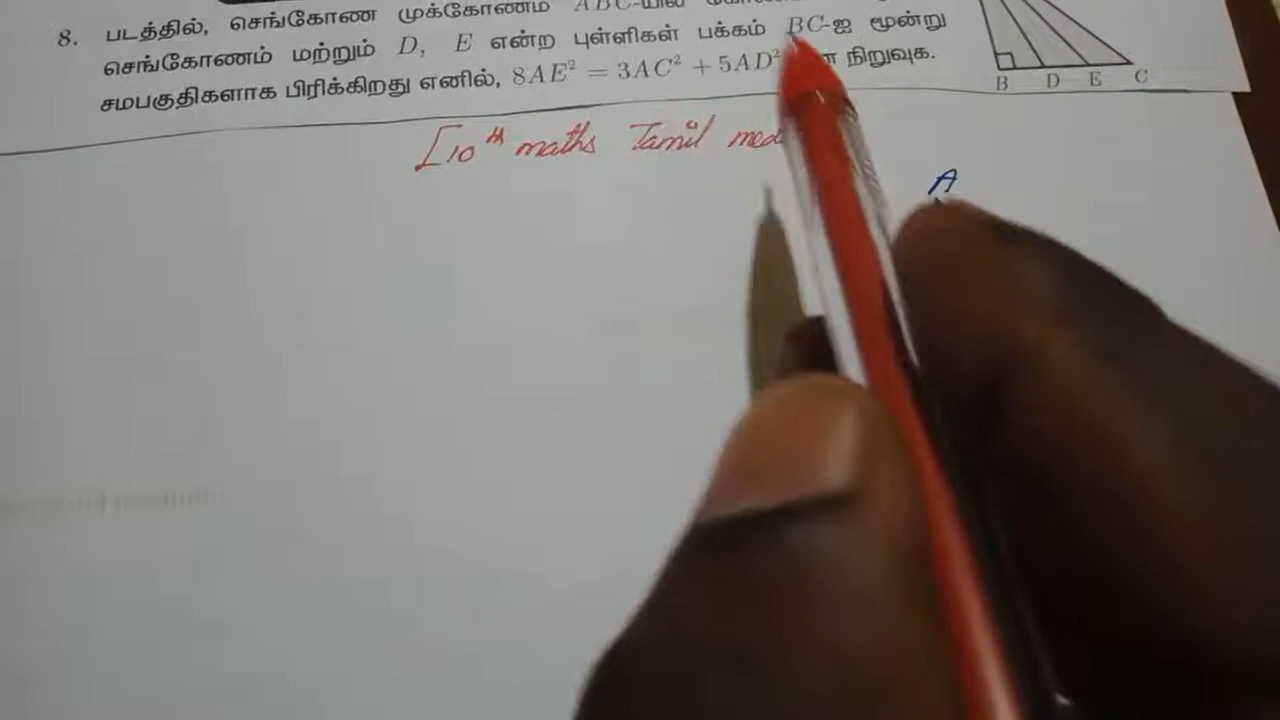 8. படத்தில், செங்கோண முக்கோணம் ABC-யில்
செங்கோணம் மற்றும் D, E என்ற புள்ளிகள் பக்கம் BC-ஐ மூன்று
சமபகுதிகளாக பிரிக்கிறது எனில், 8AE² = 3AC² + 5AD² நிறுவுக.
B D E C
[10th maths Tamil
A